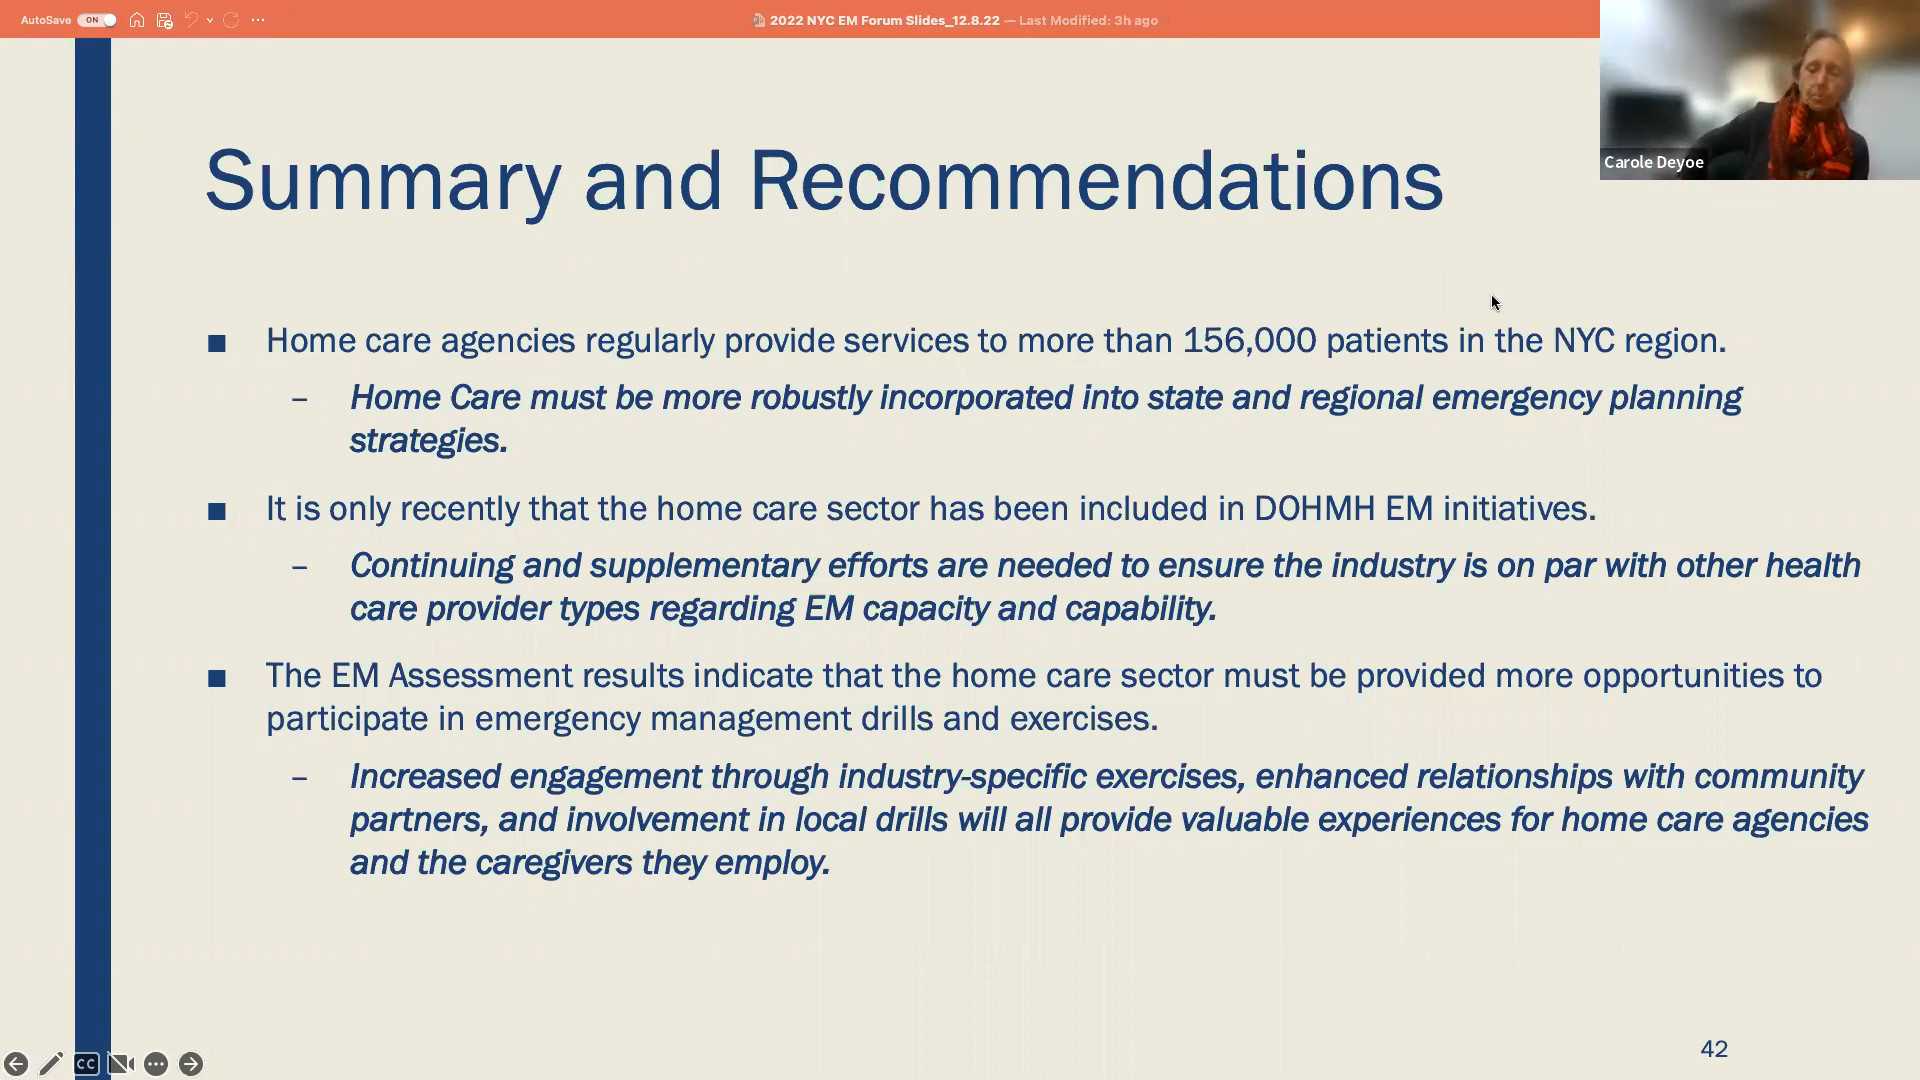 AutoSave ON 2022 NYC EM Forum Slides_12.8.22 — Last Modified: 3h ago
Carole Deyoe
Summary and Recommendations
■ Home care agencies regularly provide services to more than 156,000 patients in the NYC region.
– Home Care must be more robustly incorporated into state and regional emergency planning
strategies.
■ It is only recently that the home care sector has been included in DOHMH EM initiatives.
– Continuing and supplementary efforts are needed to ensure the industry is on par with other health
care provider types regarding EM capacity and capability.
■ The EM Assessment results indicate that the home care sector must be provided more opportunities to
participate in emergency management drills and exercises.
– Increased engagement through industry-specific exercises, enhanced relationships with community
partners, and involvement in local drills will all provide valuable experiences for home care agencies
and the caregivers they employ.
CC
42